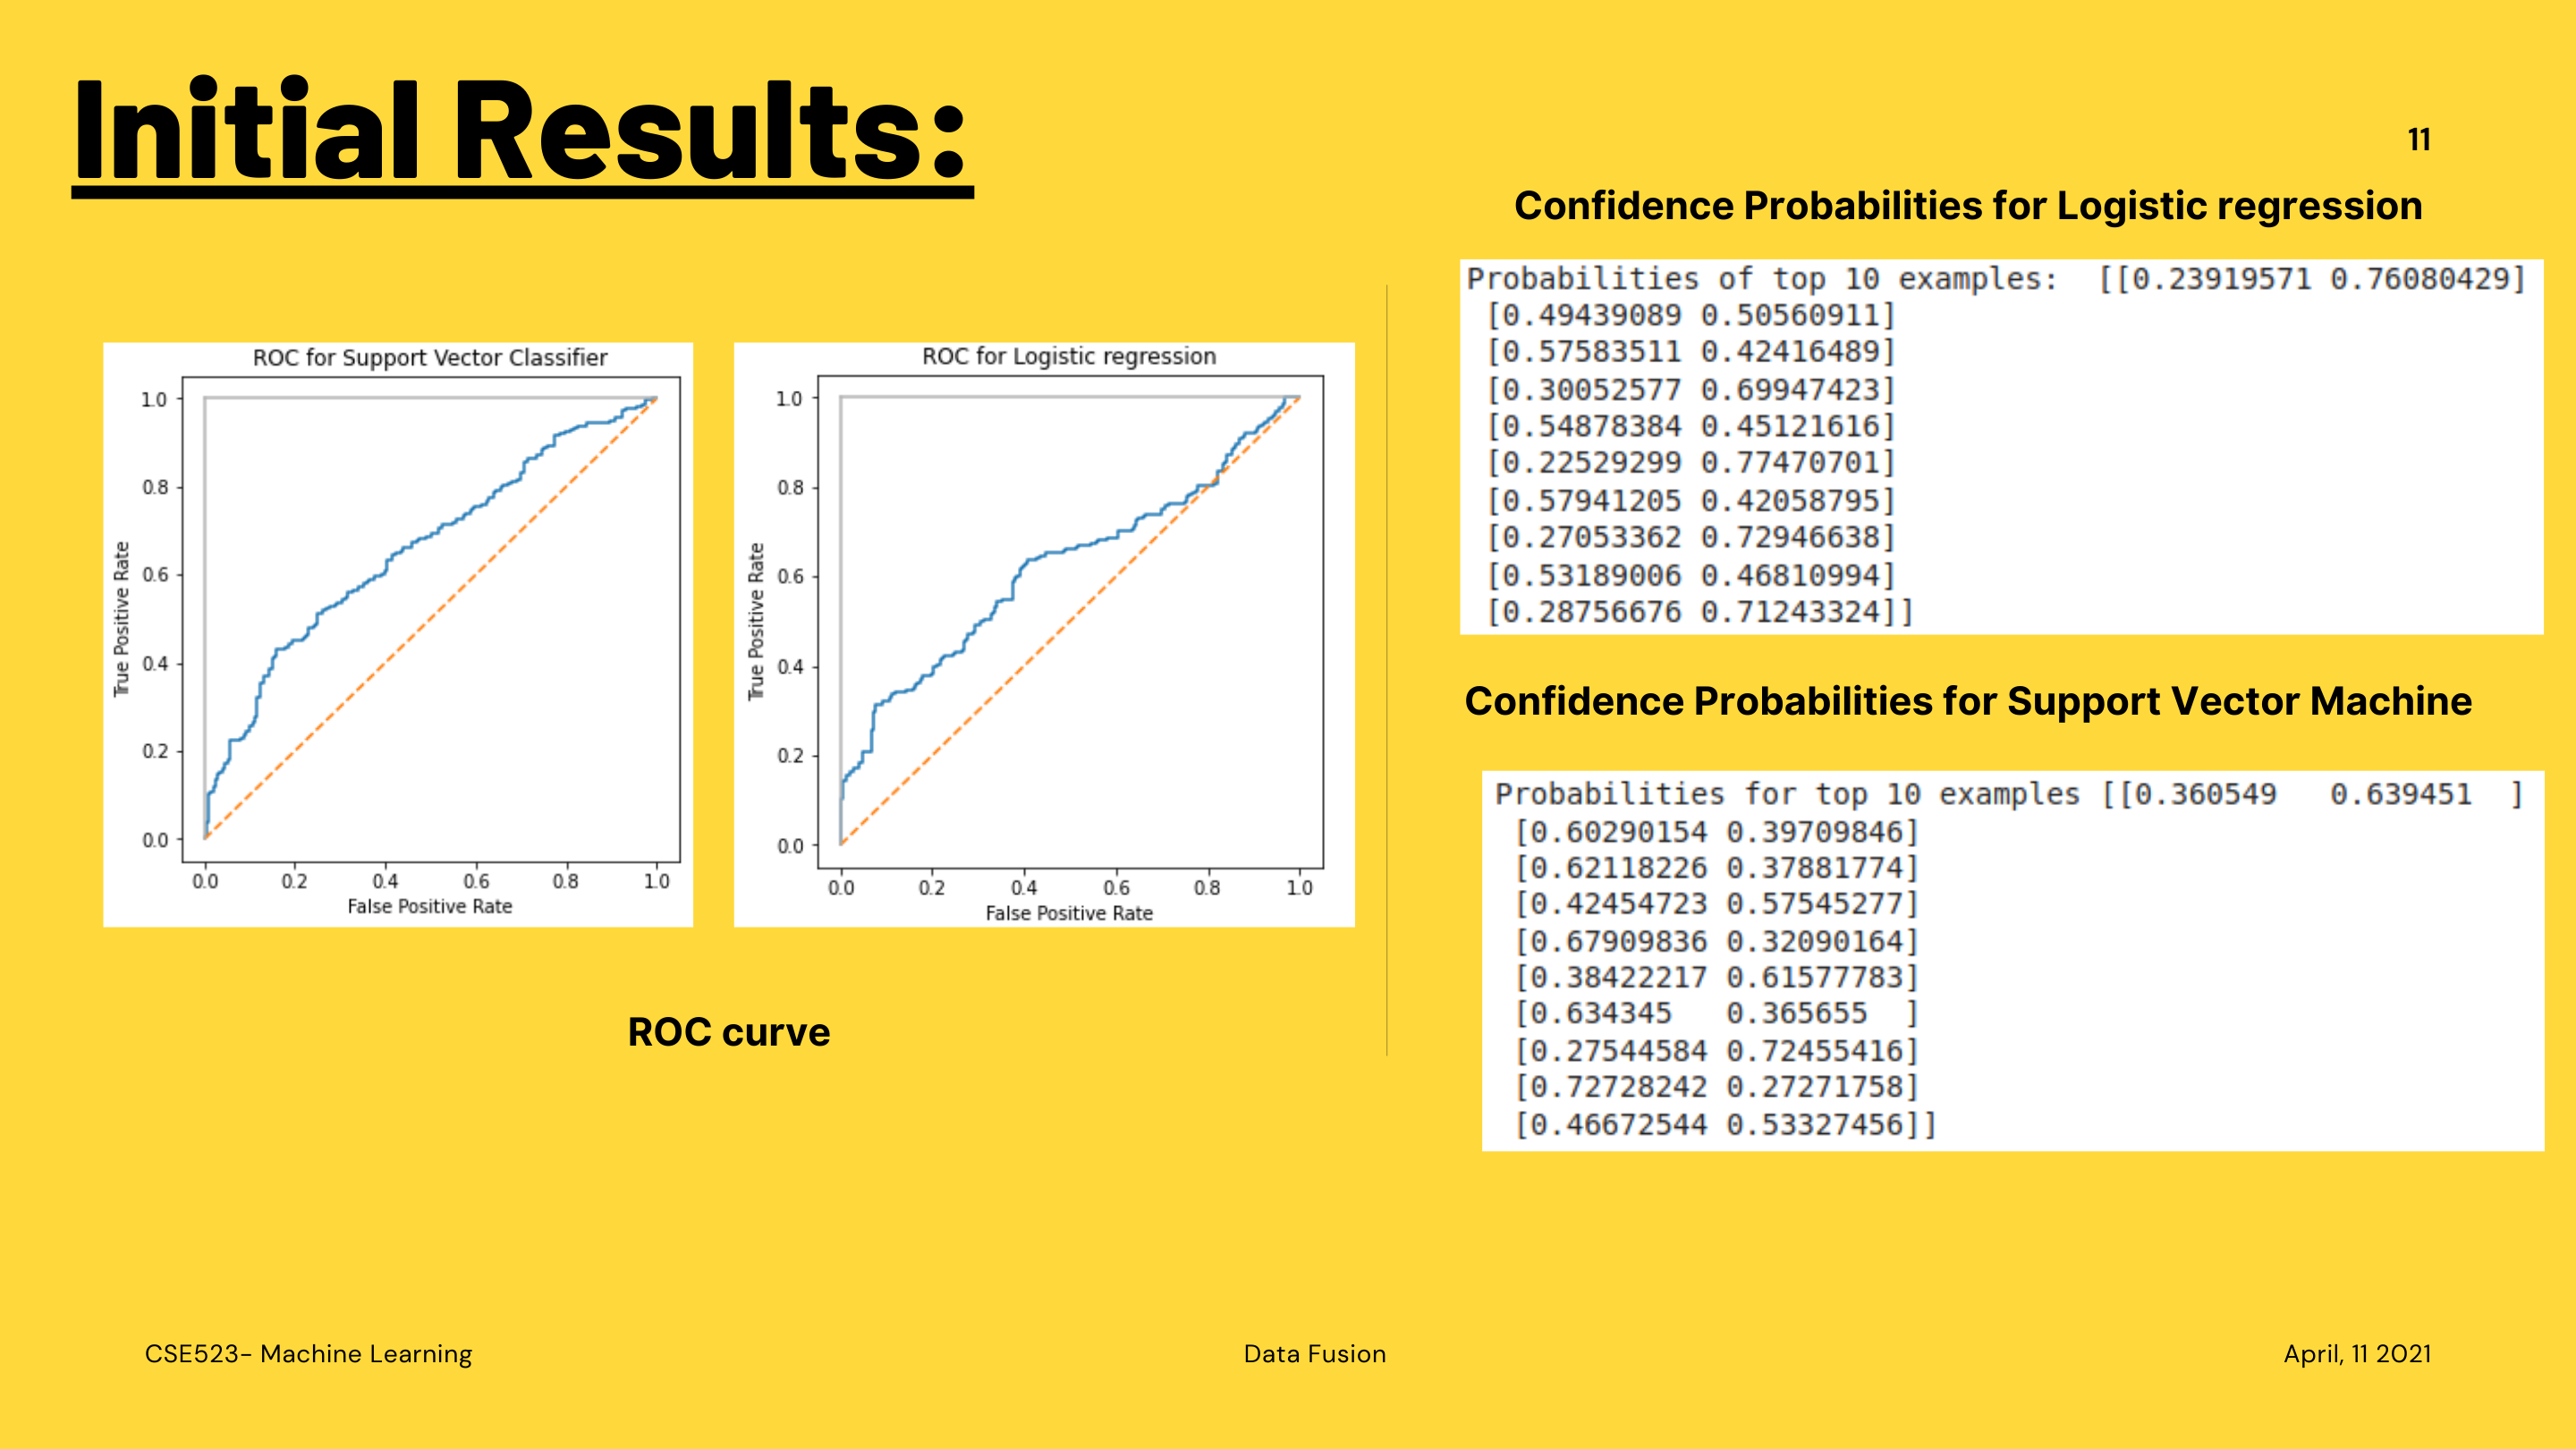 Initial Results:
11
ROC for Support Vector Classifier
1.0
0.8
0.6
0.4
0.2
0.0
True Positive Rate
0.0 0.2 0.4 0.6 0.8 1.0
False Positive Rate
ROC for Logistic regression
1.0
0.8
0.6
0.4
0.2
0.0
True Positive Rate
0.0 0.2 0.4 0.6 0.8 1.0
False Positive Rate
ROC curve
Confidence Probabilities for Logistic regression
Probabilities of top 10 examples: [[0.23919571 0.76080429]
[0.49439089 0.50560911]
[0.57583511 0.42416489]
[0.30052577 0.69947423]
[0.54878384 0.45121616]
[0.22529299 0.77470701]
[0.57941205 0.42058795]
[0.27053362 0.72946638]
[0.53189006 0.46810994]
[0.28756676 0.71243324]]
Confidence Probabilities for Support Vector Machine
Probabilities for top 10 examples [[0.360549 0.639451 ]
[0.60290154 0.39709846]
[0.62118226 0.37881774]
[0.42454723 0.57545277]
[0.67909836 0.32090164]
[0.38422217 0.61577783]
[0.634345 0.365655 ]
[0.27544584 0.72455416]
[0.72728242 0.27271758]
[0.46672544 0.53327456]]
CSE523- Machine Learning
Data Fusion
April, 11 2021